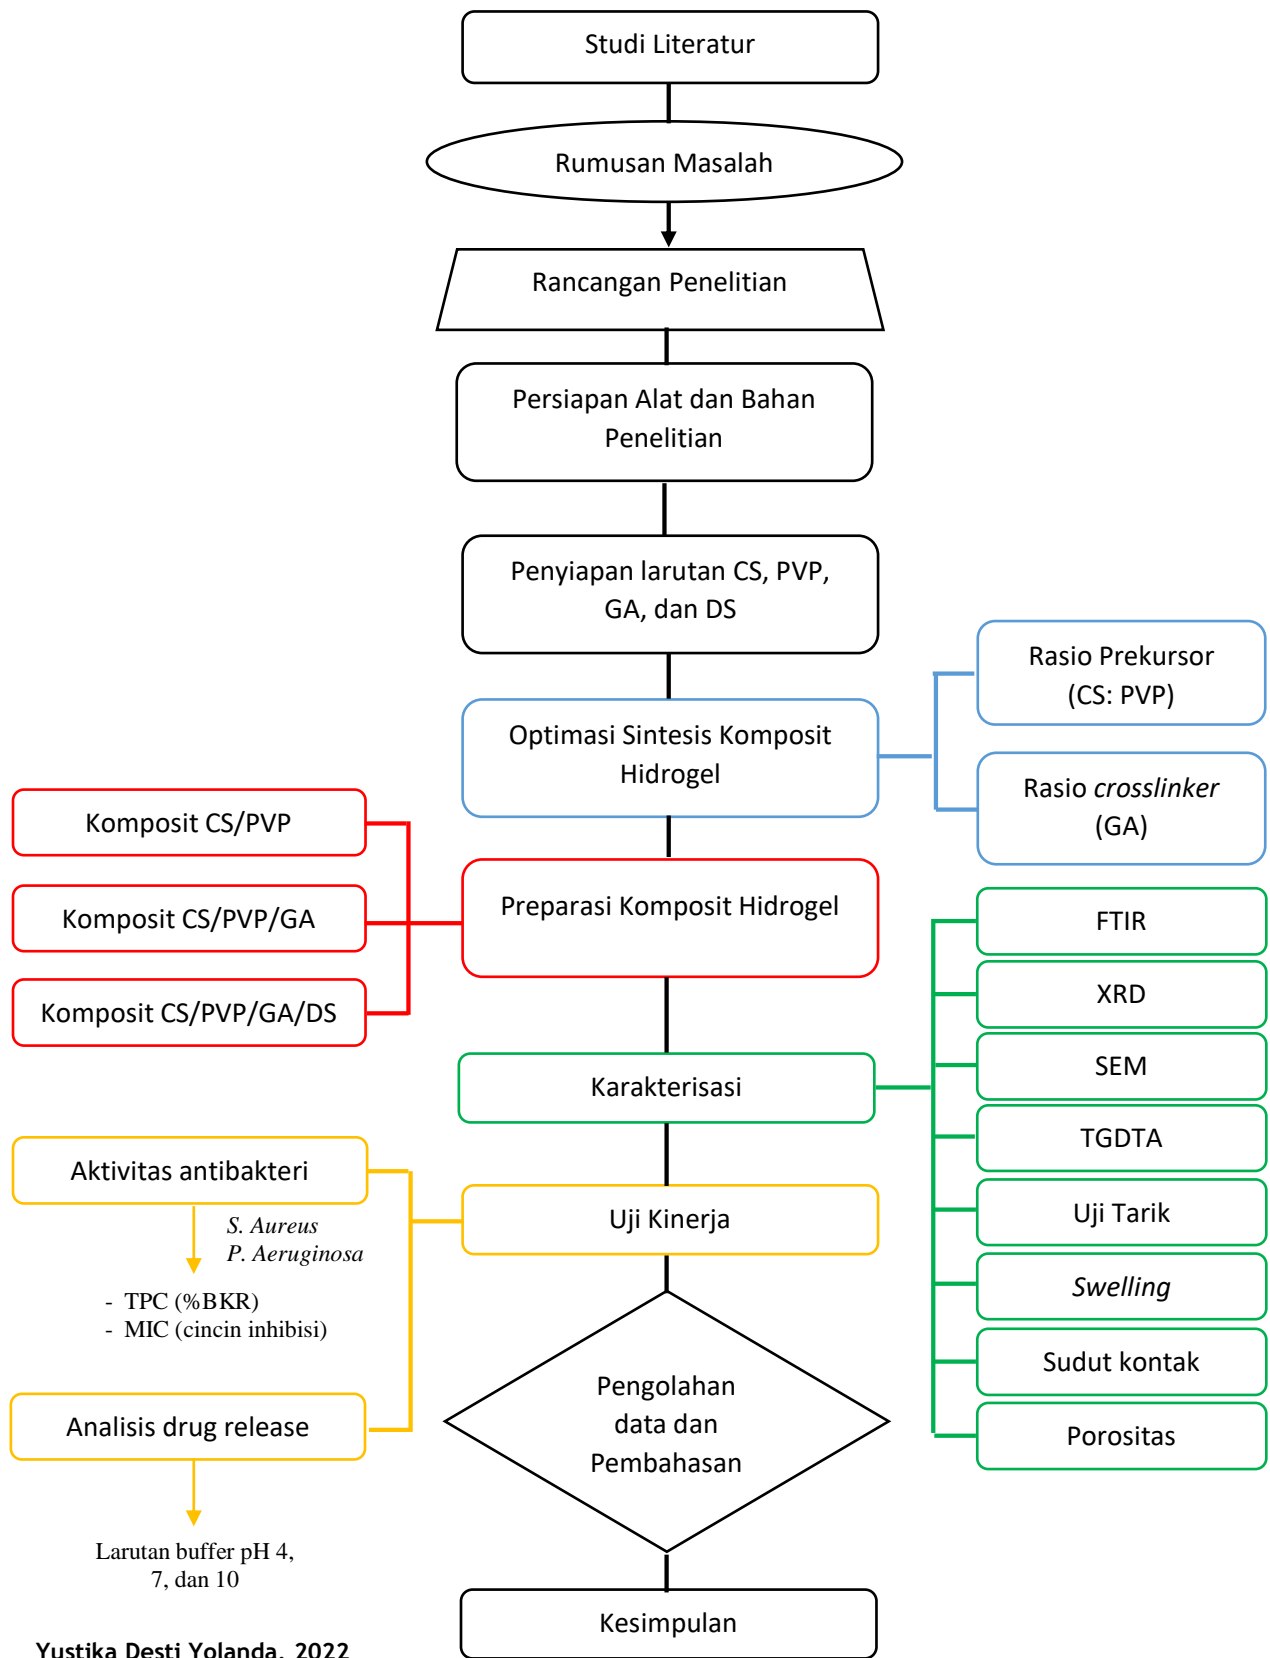 Studi Literatur
Rumusan Masalah
Rancangan Penelitian
Persiapan Alat dan Bahan
Penelitian
Penyiapan larutan CS, PVP,
GA, dan DS
Optimasi Sintesis Komposit
Hidrogel
Rasio Prekursor
(CS: PVP)
Rasio crosslinker
(GA)
Preparasi Komposit Hidrogel
Komposit CS/PVP
Komposit CS/PVP/GA
Komposit CS/PVP/GA/DS
Karakterisasi
FTIR
XRD
SEM
TGDTA
Uji Tarik
Swelling
Sudut kontak
Porositas
Uji Kinerja
Aktivitas antibakteri
S. Aureus
P. Aeruginosa
- TPC (%BKR)
- MIC (cincin inhibisi)
Analisis drug release
Larutan buffer pH 4,
7, dan 10
Pengolahan
data dan
Pembahasan
Kesimpulan
Yustika Desti Yolanda, 2022